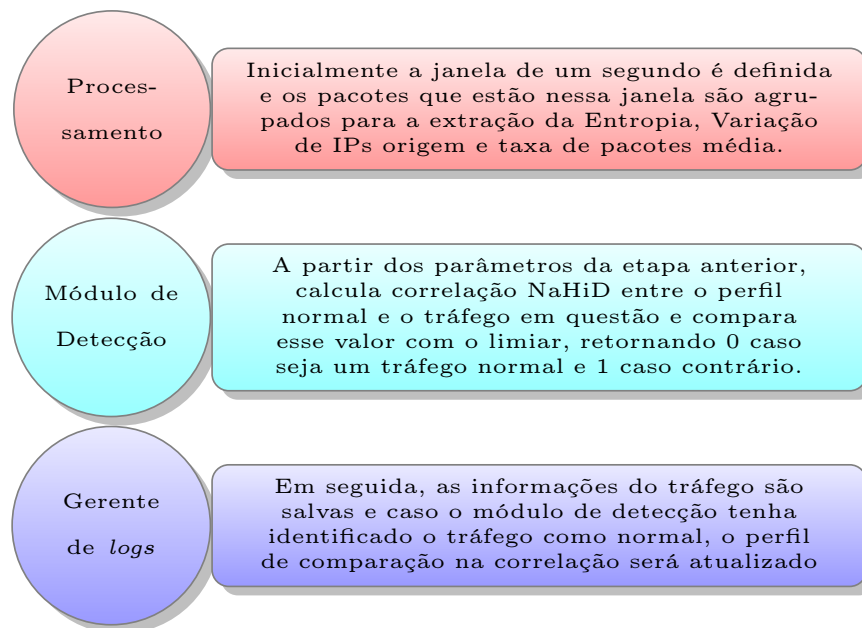 Proces-
samento
Inicialmente a janela de um segundo é definida
e os pacotes que estão nessa janela são agru-
pados para a extração da Entropia, Variação
de IPs origem e taxa de pacotes média.
Módulo de
Detecção
A partir dos parâmetros da etapa anterior,
calcula correlação NaHiD entre o perfil
normal e o tráfego em questão e compara
esse valor com o limiar, retornando 0 caso
seja um tráfego normal e 1 caso contrário.
Gerente
de logs
Em seguida, as informações do tráfego são
salvas e caso o módulo de detecção tenha
identificado o tráfego como normal, o perfil
de comparação na correlação será atualizado